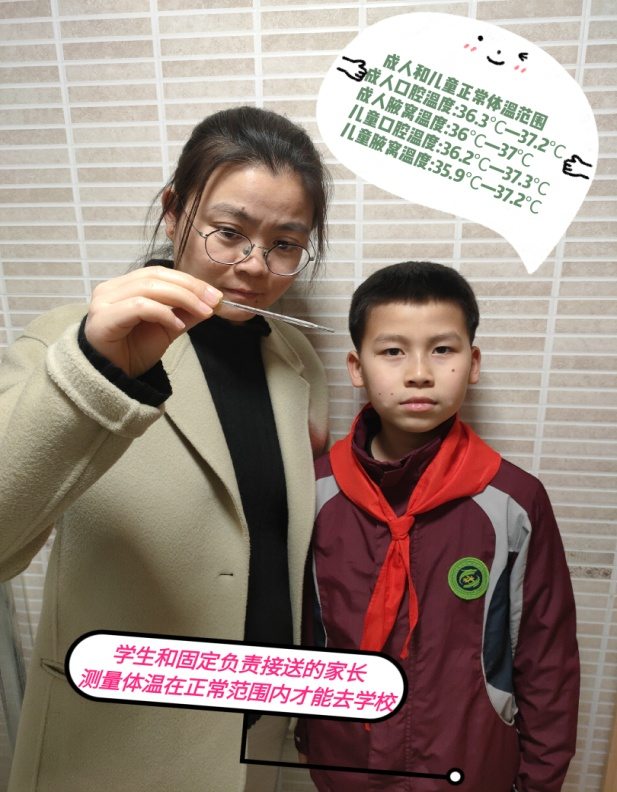 成人和儿童正常体温范围
成人口腔温度:36.3℃—37.2℃
成人腋窝温度:36℃—37℃
儿童口腔温度:36.2℃—37.3℃
儿童腋窝温度:35.9℃—37.2℃
学生和固定负责接送的家长
测量体温在正常范围内才能去学校